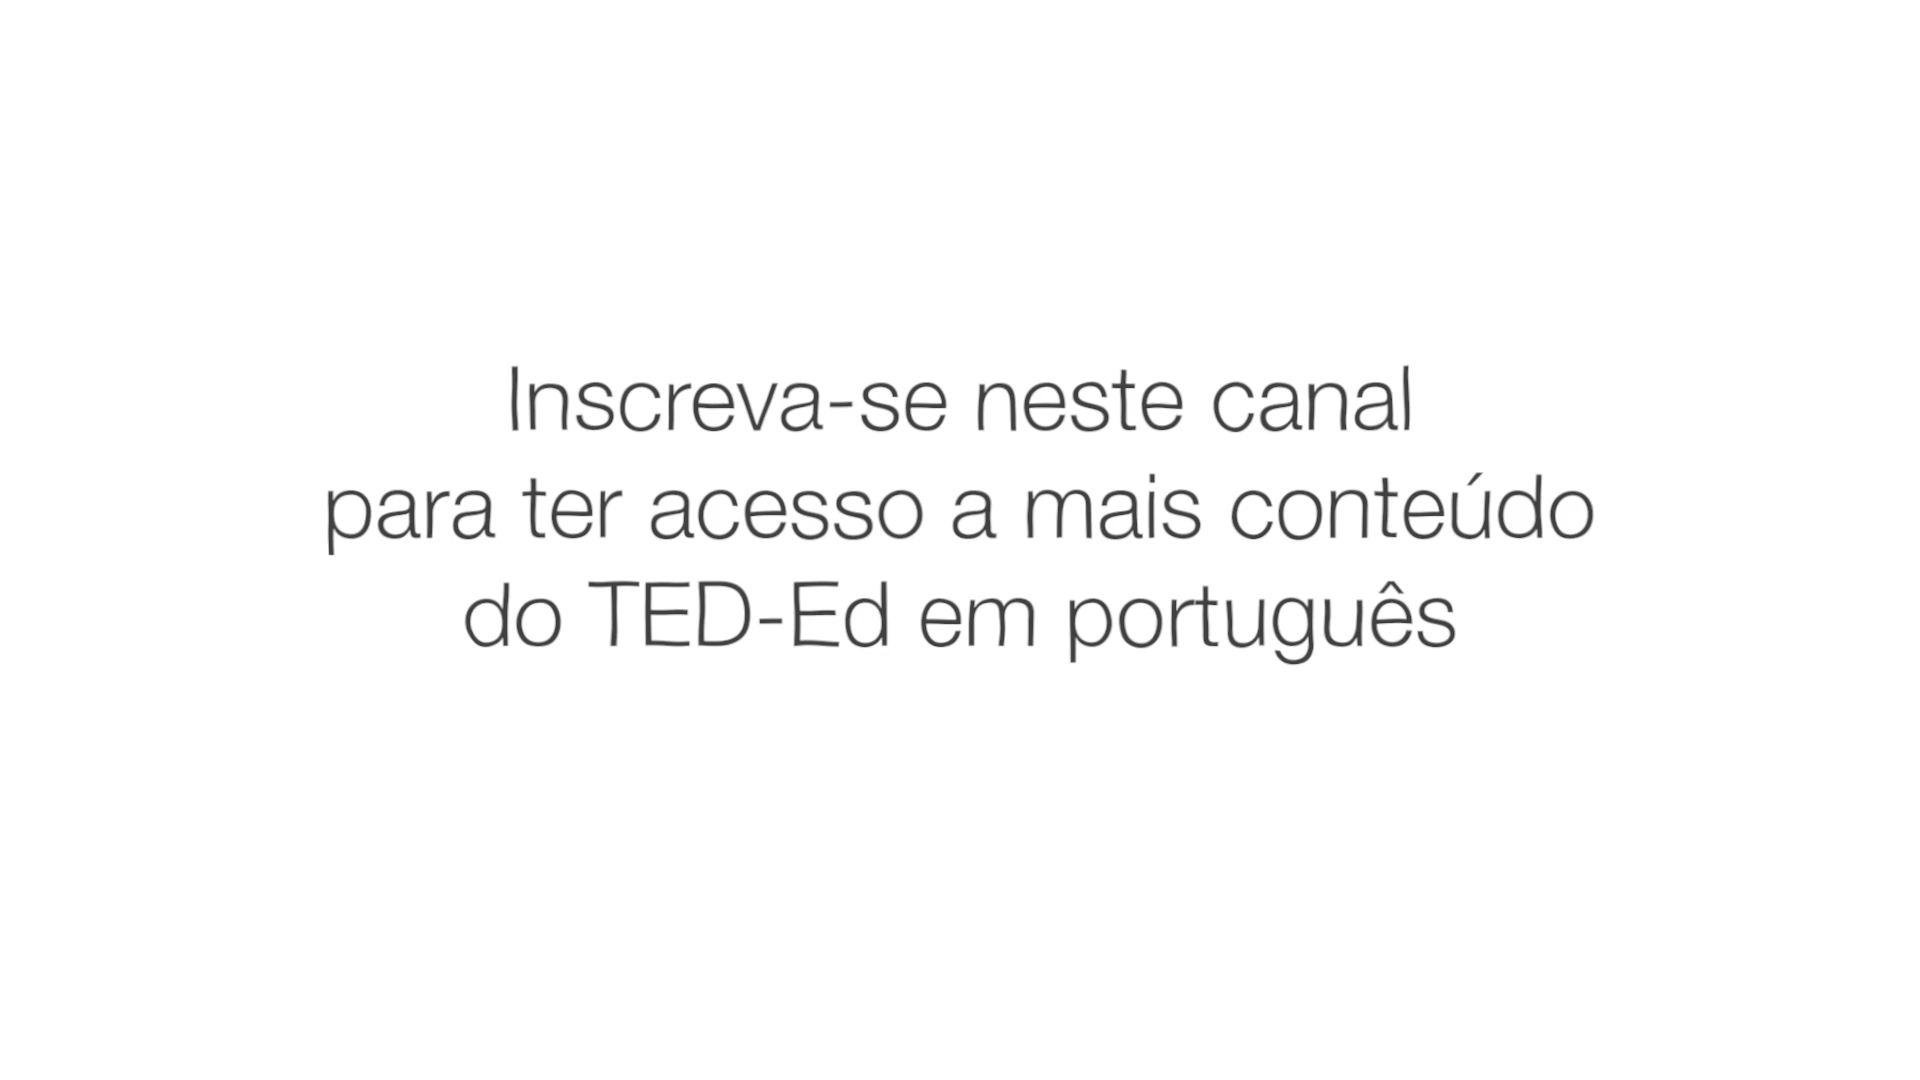 Inscreva-se neste canal
para ter acesso a mais conteúdo
do TED-Ed em português